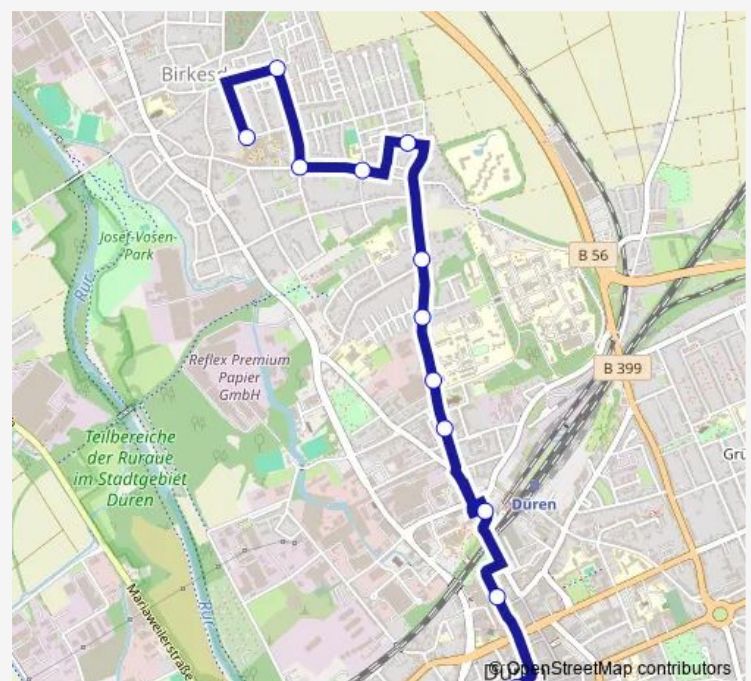 Birkesd
Josef-Vosen-
Park
Rur
B 56
Reflex Premium
Papier
GmbH
B 399
Teilbereiche
der Ruraue
im Stadtgebiet
Düren
Grü
Düren
Mariaweilerstraße
Rur
© OpenStreetMap contributors